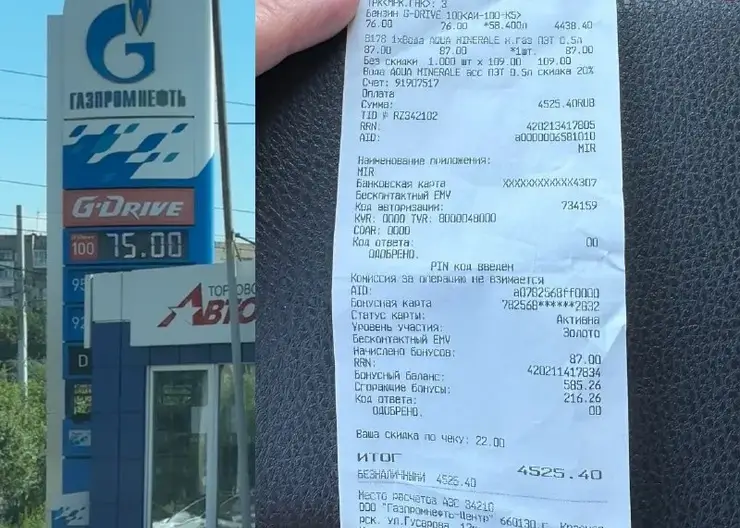 ГАЗПРОМНЕФТЬ
G-DRIVE
100 75.00
95
92
D
ТОРГОВО
АВТО
ТРК(МРК.ГНК): 3
Бензин G-DRIVE 100<АИ-100-К5>
76.00 76.00 *58.400л 4438.40
8178 1×Вода AQUA MINERALE н.газ ПЭТ 0.5л
87.00 87.00 *1шт. 87.00
Без скидки 1.000 шт x 109.00 109.00
Вода AQUA MINERALE асс ПЭТ 0.5л скидка 20%
Счет: 91907517
Оплата
Сумма: 4525.40RUB
TID № RZ342102
RRN: 420213417805
AID: a0000006581010
MIR
Наименование приложения:
MIR
Банковская карта XXXXXXXXXXXX4307
Бесконтактный EMV
Код авторизации: 734159
KVR: 0000 TVR: 8000048000
CDAR: 0000
Код ответа: 00
ОДОБРЕНО.
PIN код введен
Комиссия за операцию не взимается
AID: a0782568ff0000
Бонусная карта 782568******2832
Статус карты: Активна
Уровень участия: Золото
Бесконтактный EMV
Начислено бонусов: 87.00
RRN: 420211417834
Бонусный баланс: 585.26
Сгорающие бонусы: 216.26
Код ответа: 00
ОДОБРЕНО.
Ваша скидка по чеку: 22.00
ИТОГ 4525.40
БЕЗНАЛИЧНЫМИ 4525.40
Место расчетов АЗС 34210
ООО "Газпромнефть-Центр" 660130,г.
ул.Гусарова